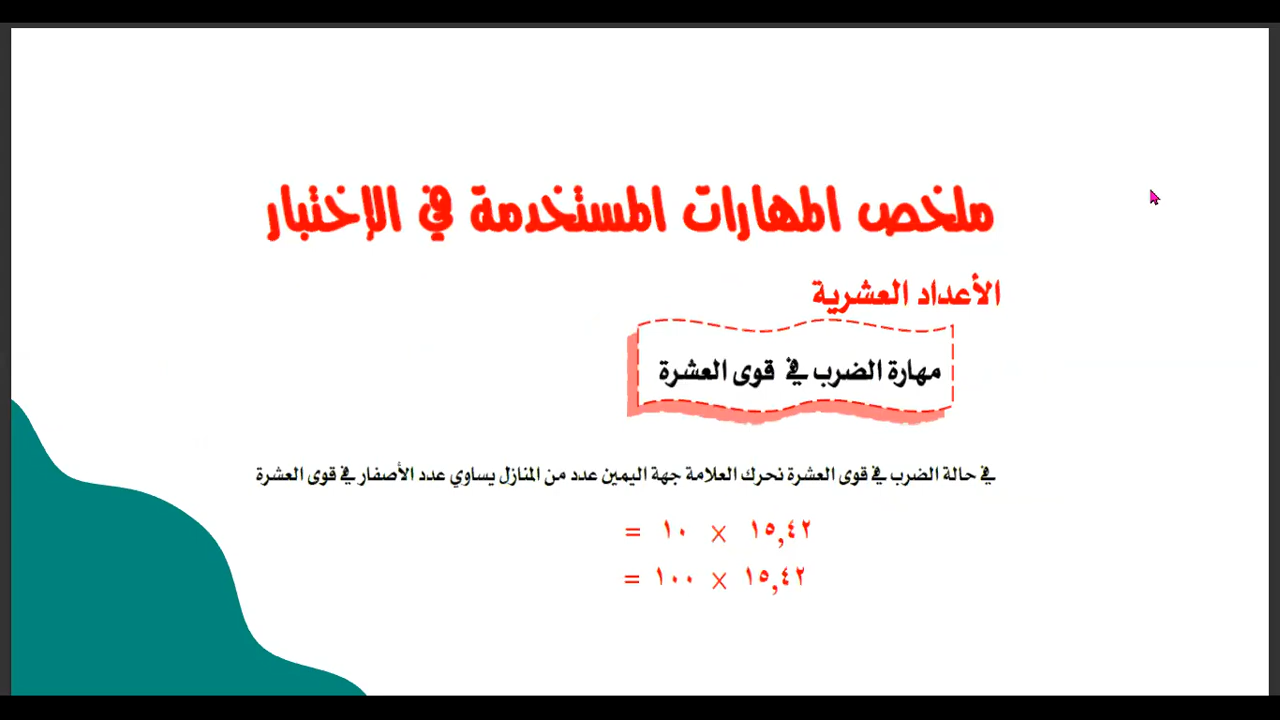 ملخص المهارات المستخدمة في الإختبار
الأعداد العشرية
مهارة الضرب في قوى العشرة
في حالة الضرب في قوى العشرة نحرك العلامة جهة اليمين عدد من المنازل يساوي عدد الأصفار في قوى العشرة
١٥,٤٢ × ١٠ =
١٥,٤٢ × ١٠٠ =